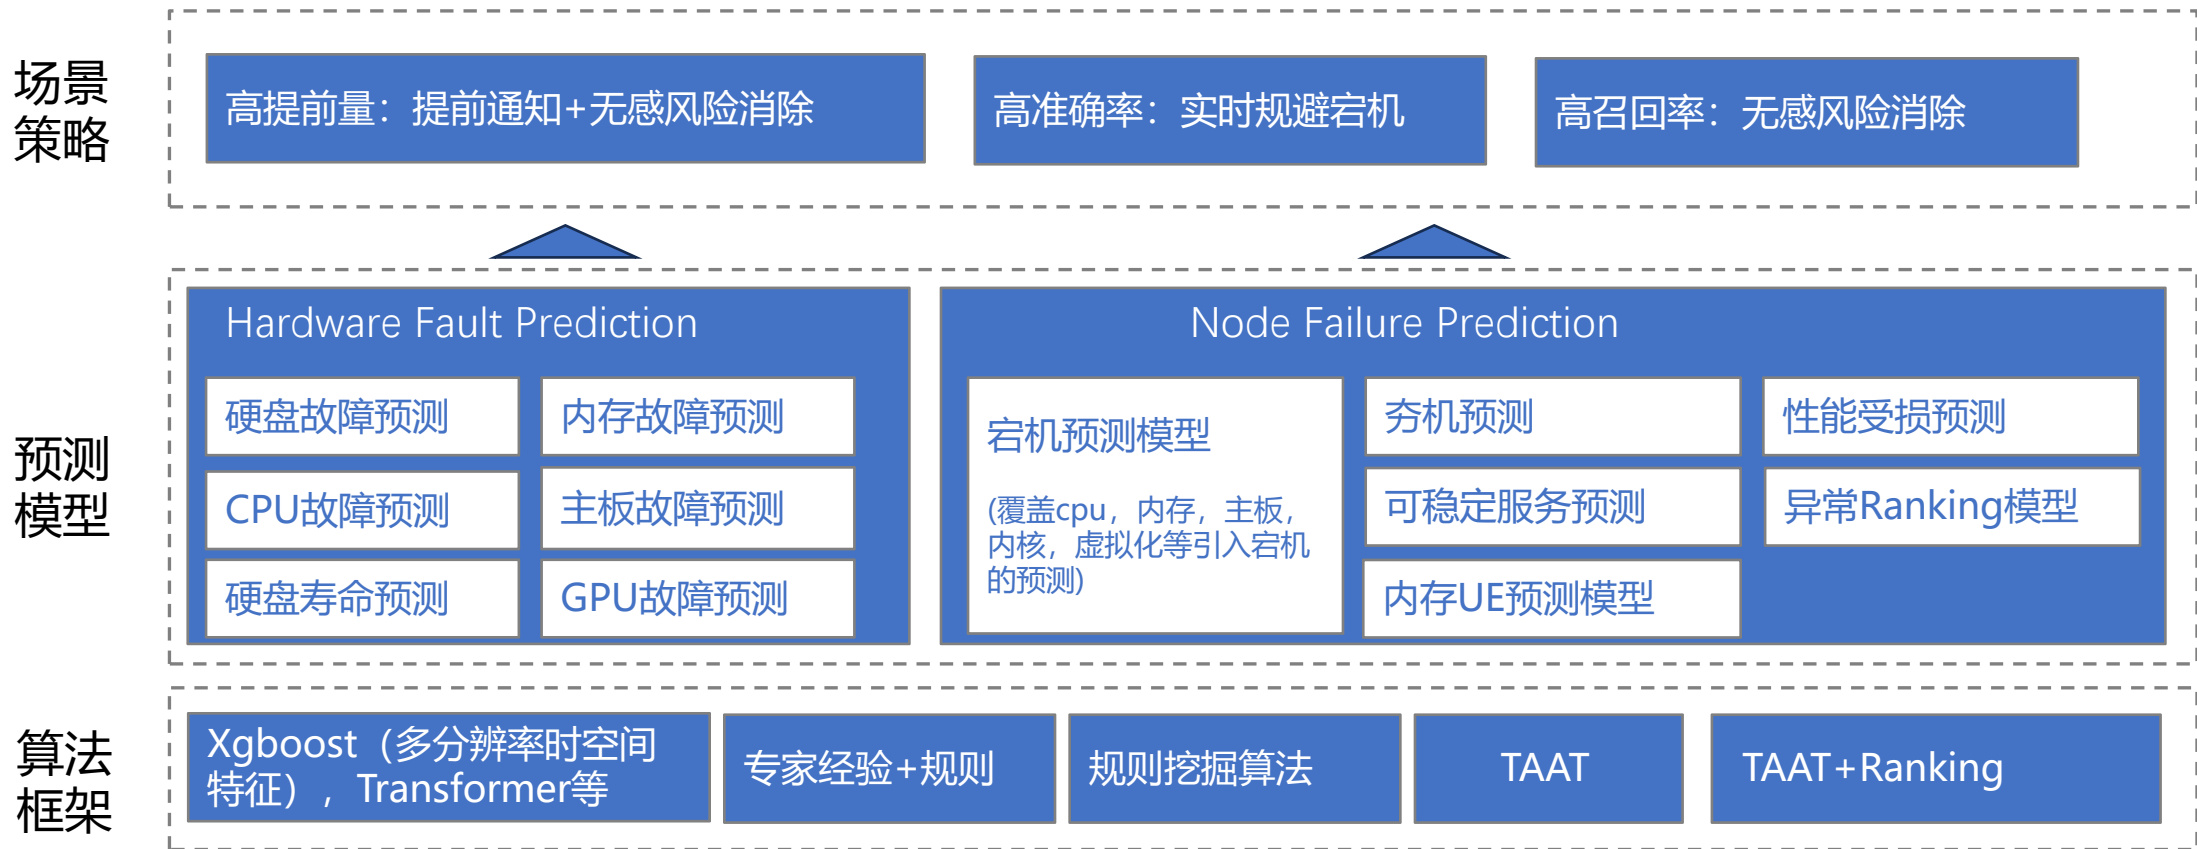 场景
策略
高提前量：提前通知+无感风险消除
高准确率：实时规避宕机
高召回率：无感风险消除
预测
模型
Hardware Fault Prediction
硬盘故障预测
内存故障预测
CPU故障预测
主板故障预测
硬盘寿命预测
GPU故障预测
Node Failure Prediction
宕机预测模型
(覆盖cpu，内存，主板，
内核，虚拟化等引入宕机
的预测)
夯机预测
性能受损预测
可稳定服务预测
异常Ranking模型
内存UE预测模型
算法
框架
Xgboost（多分辨率时空间
特征），Transformer等
专家经验+规则
规则挖掘算法
TAAT
TAAT+Ranking